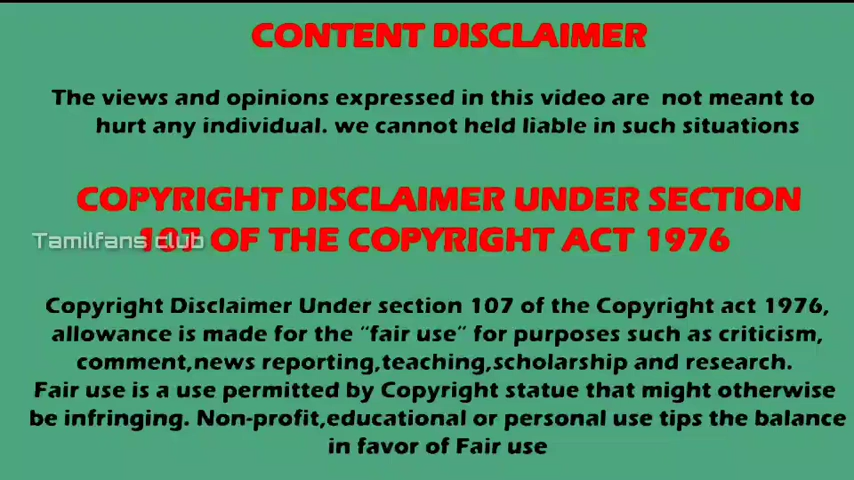 CONTENT DISCLAIMER
The views and opinions expressed in this video are not meant to
hurt any individual. we cannot held liable in such situations
COPYRIGHT DISCLAIMER UNDER SECTION
107 OF THE COPYRIGHT ACT 1976
Tamilfans club
Copyright Disclaimer Under section 107 of the Copyright act 1976,
allowance is made for the "fair use" for purposes such as criticism,
comment,news reporting,teaching,scholarship and research.
Fair use is a use permitted by Copyright statue that might otherwise
be infringing. Non-profit,educational or personal use tips the balance
in favor of Fair use